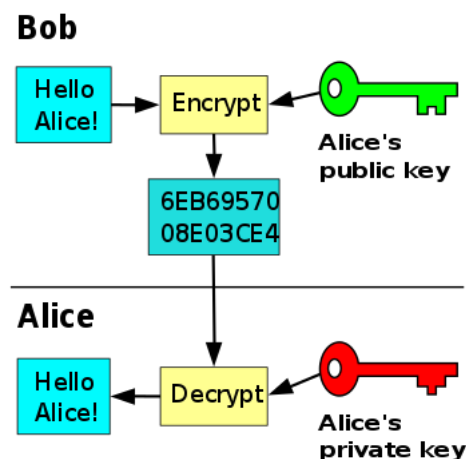 Bob
Hello
Alice!
Encrypt
Alice's
public key
6EB69570
08E03CE4
Alice
Hello
Alice!
Decrypt
Alice's
private key